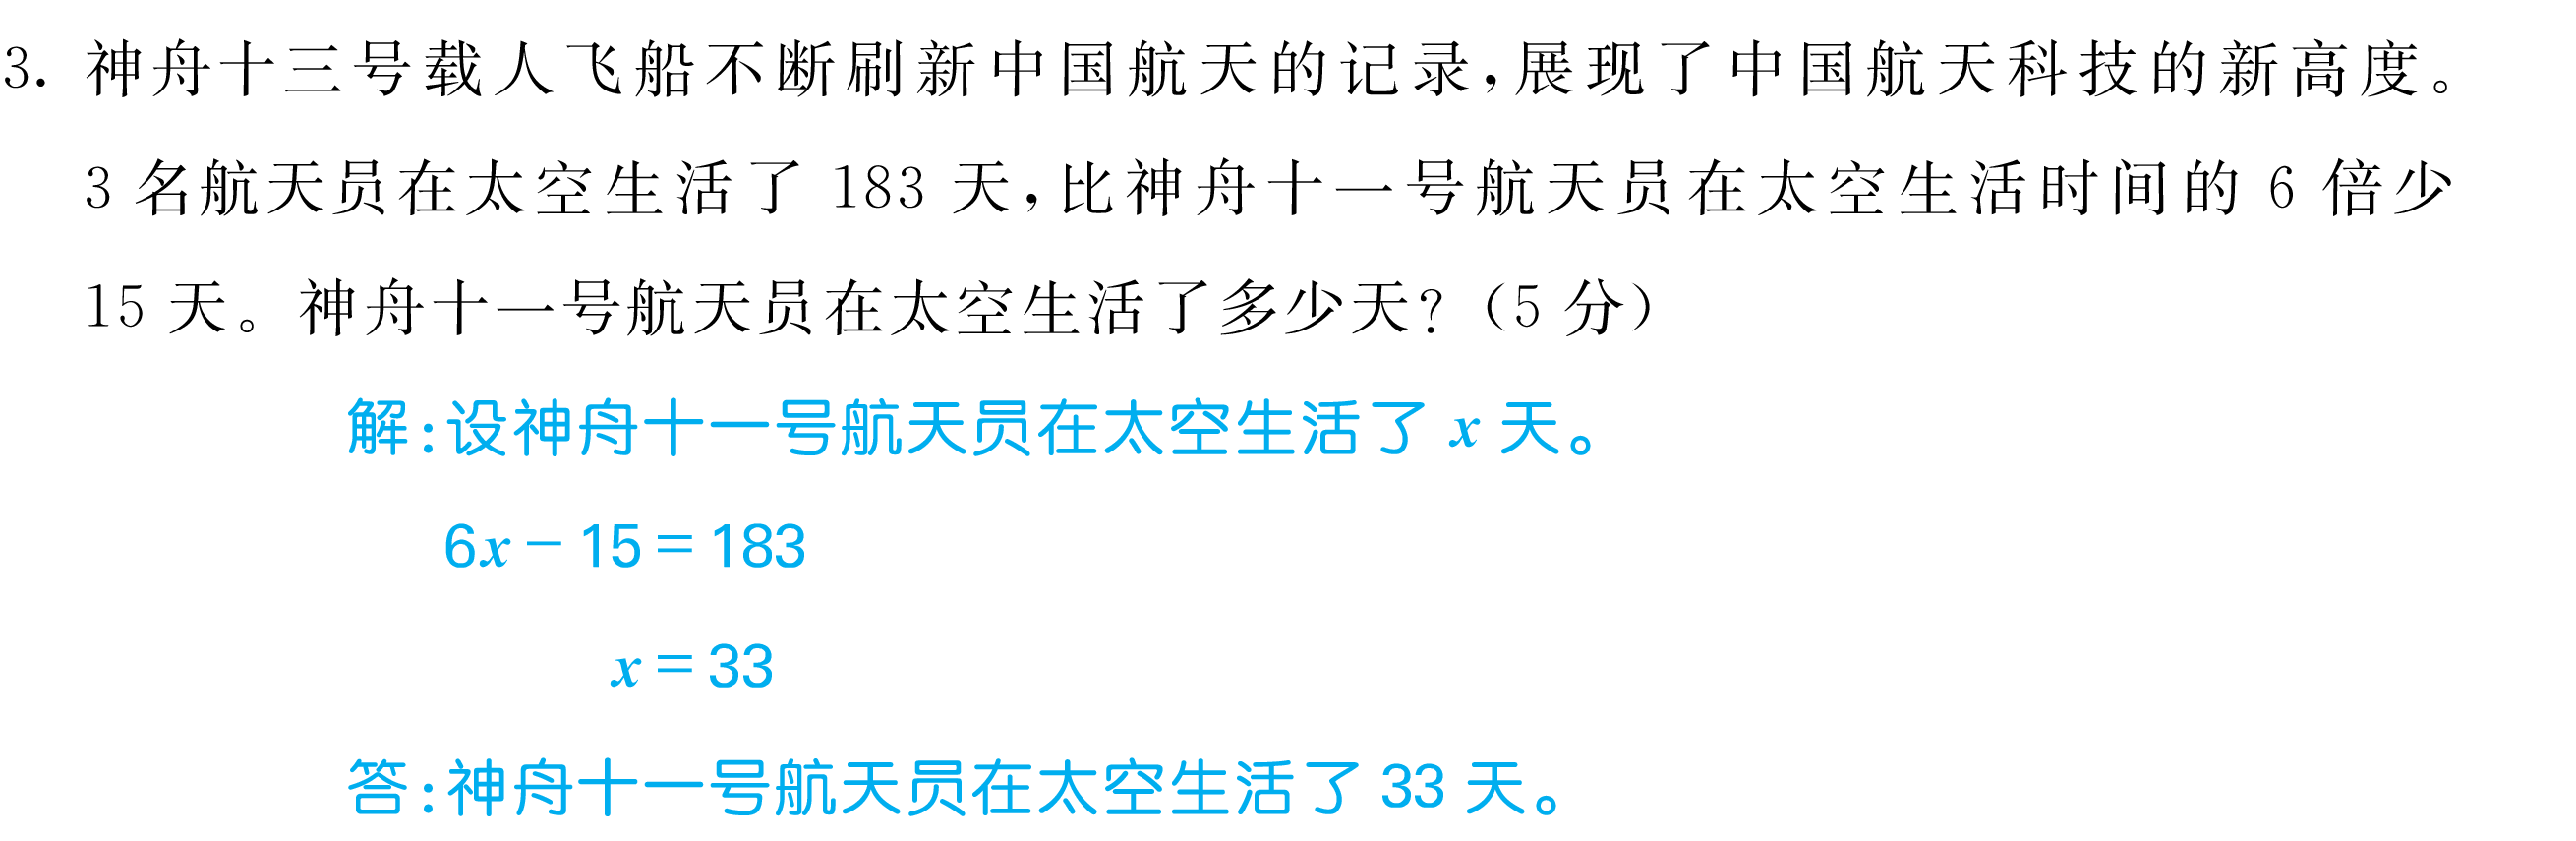 3. 神舟十三号载人飞船不断刷新中国航天的记录,展现了中国航天科技的新高度。
3 名航天员在太空生活了 183 天,比神舟十一号航天员在太空生活时间的 6 倍少
15 天。神舟十一号航天员在太空生活了多少天?(5 分)
解:设神舟十一号航天员在太空生活了 x 天。
6x − 15 = 183
x = 33
答:神舟十一号航天员在太空生活了 33 天。